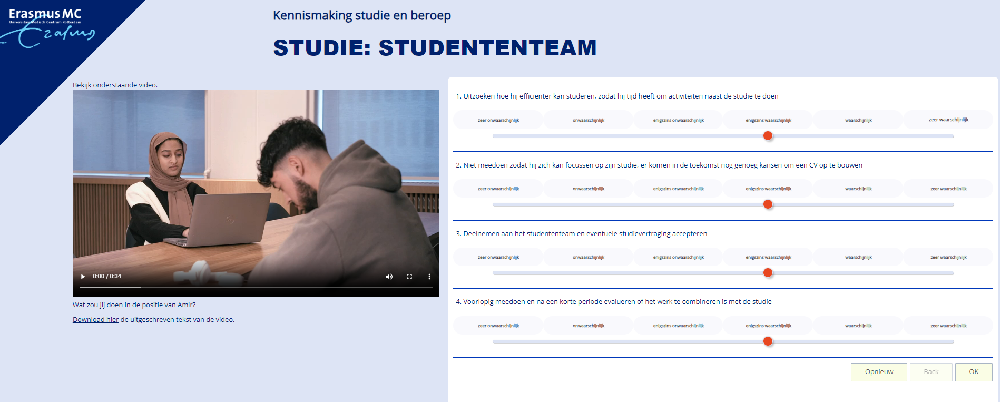 Erasmus MC
Universitair Medisch Centrum Rotterdam
Erasmus
Kennismaking studie en beroep
STUDIE: STUDENTENTEAM
Bekijk onderstaande video.
0:00 / 0:34
Wat zou jij doen in de positie van Amir?
Download hier de uitgeschreven tekst van de video.
1. Uitzoeken hoe hij efficiënter kan studeren, zodat hij tijd heeft om activiteiten naast de studie te doen
zeer onwaarschijnlijk onwaarschijnlijk enigszins onwaarschijnlijk enigszins waarschijnlijk waarschijnlijk zeer waarschijnlijk
2. Niet meedoen zodat hij zich kan focussen op zijn studie, er komen in de toekomst nog genoeg kansen om een CV op te bouwen
zeer onwaarschijnlijk onwaarschijnlijk enigszins onwaarschijnlijk enigszins waarschijnlijk waarschijnlijk zeer waarschijnlijk
3. Deelnemen aan het studententeam en eventuele studievertraging accepteren
zeer onwaarschijnlijk onwaarschijnlijk enigszins onwaarschijnlijk enigszins waarschijnlijk waarschijnlijk zeer waarschijnlijk
4. Voorlopig meedoen en na een korte periode evalueren of het werk te combineren is met de studie
zeer onwaarschijnlijk onwaarschijnlijk enigszins onwaarschijnlijk enigszins waarschijnlijk waarschijnlijk zeer waarschijnlijk
Opnieuw Back OK